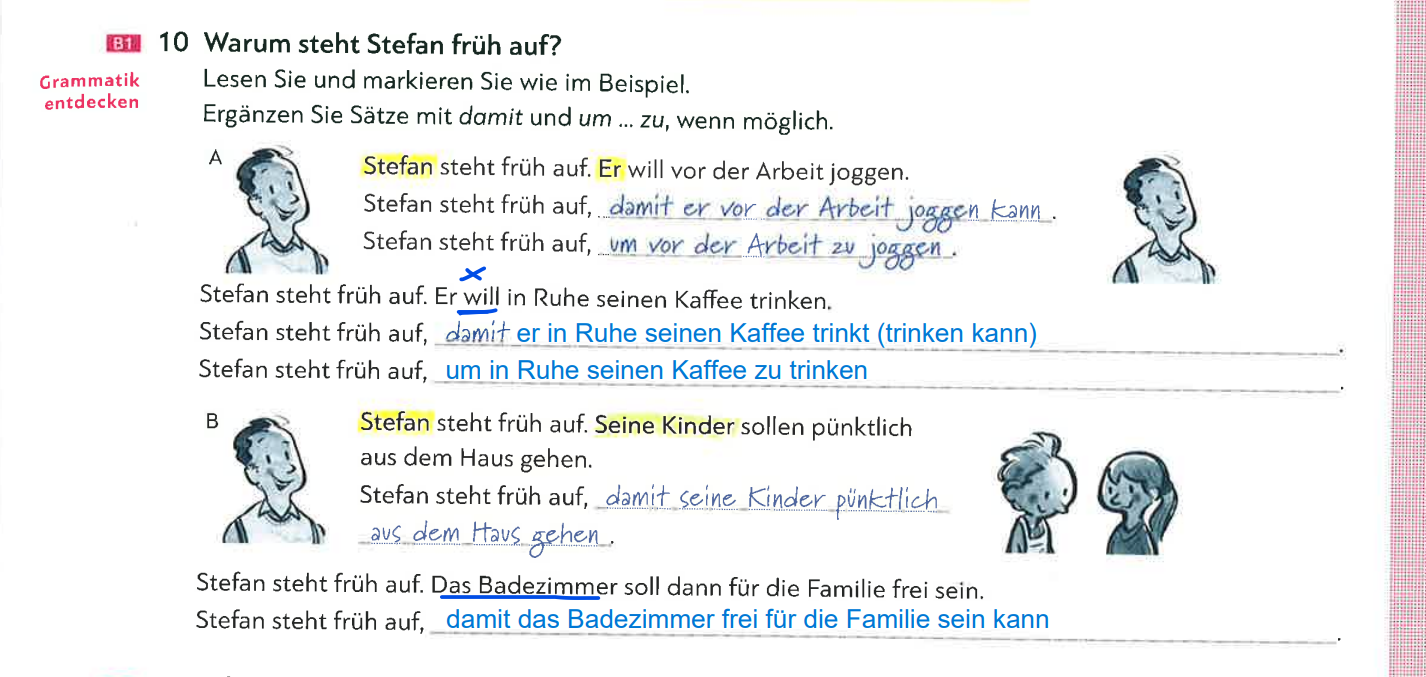 B1 10 Warum steht Stefan früh auf?
Grammatik entdecken
Lesen Sie und markieren Sie wie im Beispiel.
Ergänzen Sie Sätze mit damit und um ... zu, wenn möglich.
A
Stefan steht früh auf. Er will vor der Arbeit joggen.
Stefan steht früh auf, damit er vor der Arbeit joggen kann.
Stefan steht früh auf, um vor der Arbeit zu joggen.
Stefan steht früh auf. Er will in Ruhe seinen Kaffee trinken.
Stefan steht früh auf, damit er in Ruhe seinen Kaffee trinkt (trinken kann).
Stefan steht früh auf, um in Ruhe seinen Kaffee zu trinken.
B
Stefan steht früh auf. Seine Kinder sollen pünktlich
aus dem Haus gehen.
Stefan steht früh auf, damit seine Kinder pünktlich
aus dem Haus gehen.
Stefan steht früh auf. Das Badezimmer soll dann für die Familie frei sein.
Stefan steht früh auf, damit das Badezimmer frei für die Familie sein kann.